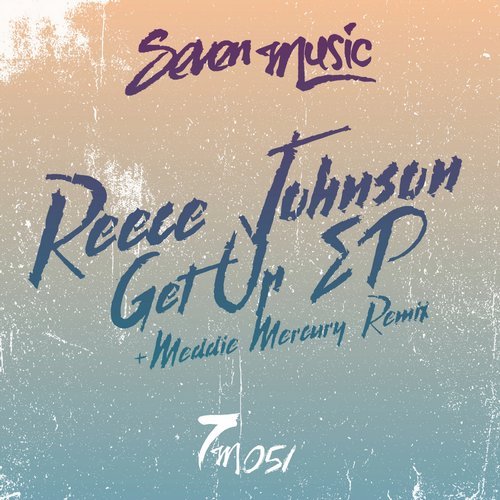 Seven Music
Reece Johnson
Get Up EP
+ Meddie Mercury Remix
7M051